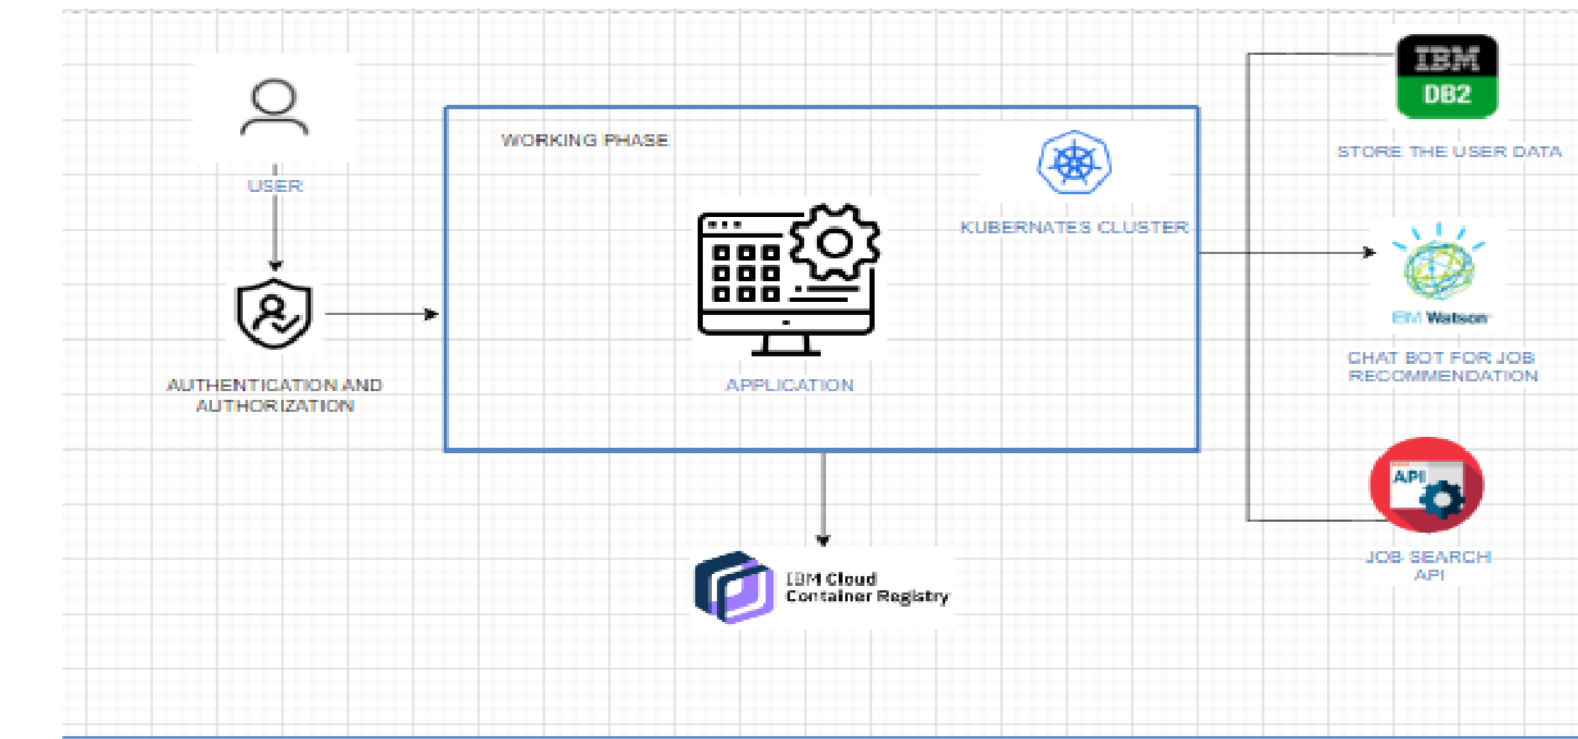 USER
AUTHENTICATION AND
AUTHORIZATION
WORKING PHASE
KUBERNATES CLUSTER
APPLICATION
IBM Cloud
Container Registry
IBM
DB2
STORE THE USER DATA
IBM Watson
CHAT BOT FOR JOB
RECOMMENDATION
API
JOB SEARCH
API